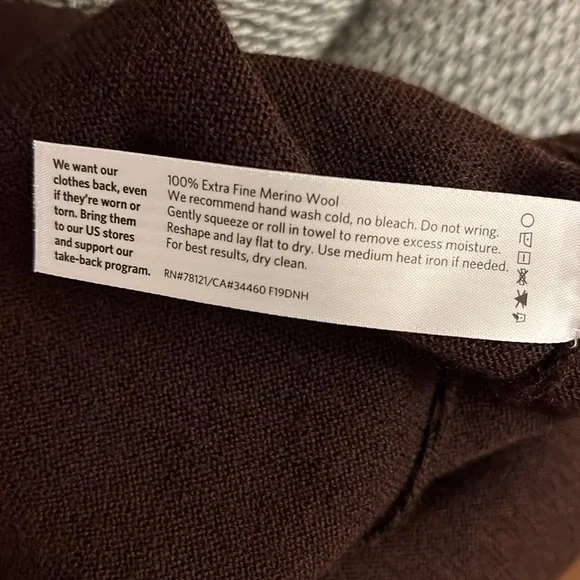 We want our
clothes back, even
if they're worn or
torn. Bring them
to our US stores
and support our
take-back program.
100% Extra Fine Merino Wool
We recommend hand wash cold, no bleach. Do not wring.
Gently squeeze or roll in towel to remove excess moisture.
Reshape and lay flat to dry. Use medium heat iron if needed.
For best results, dry clean.
RN#78121/CA#34460 F19DNH